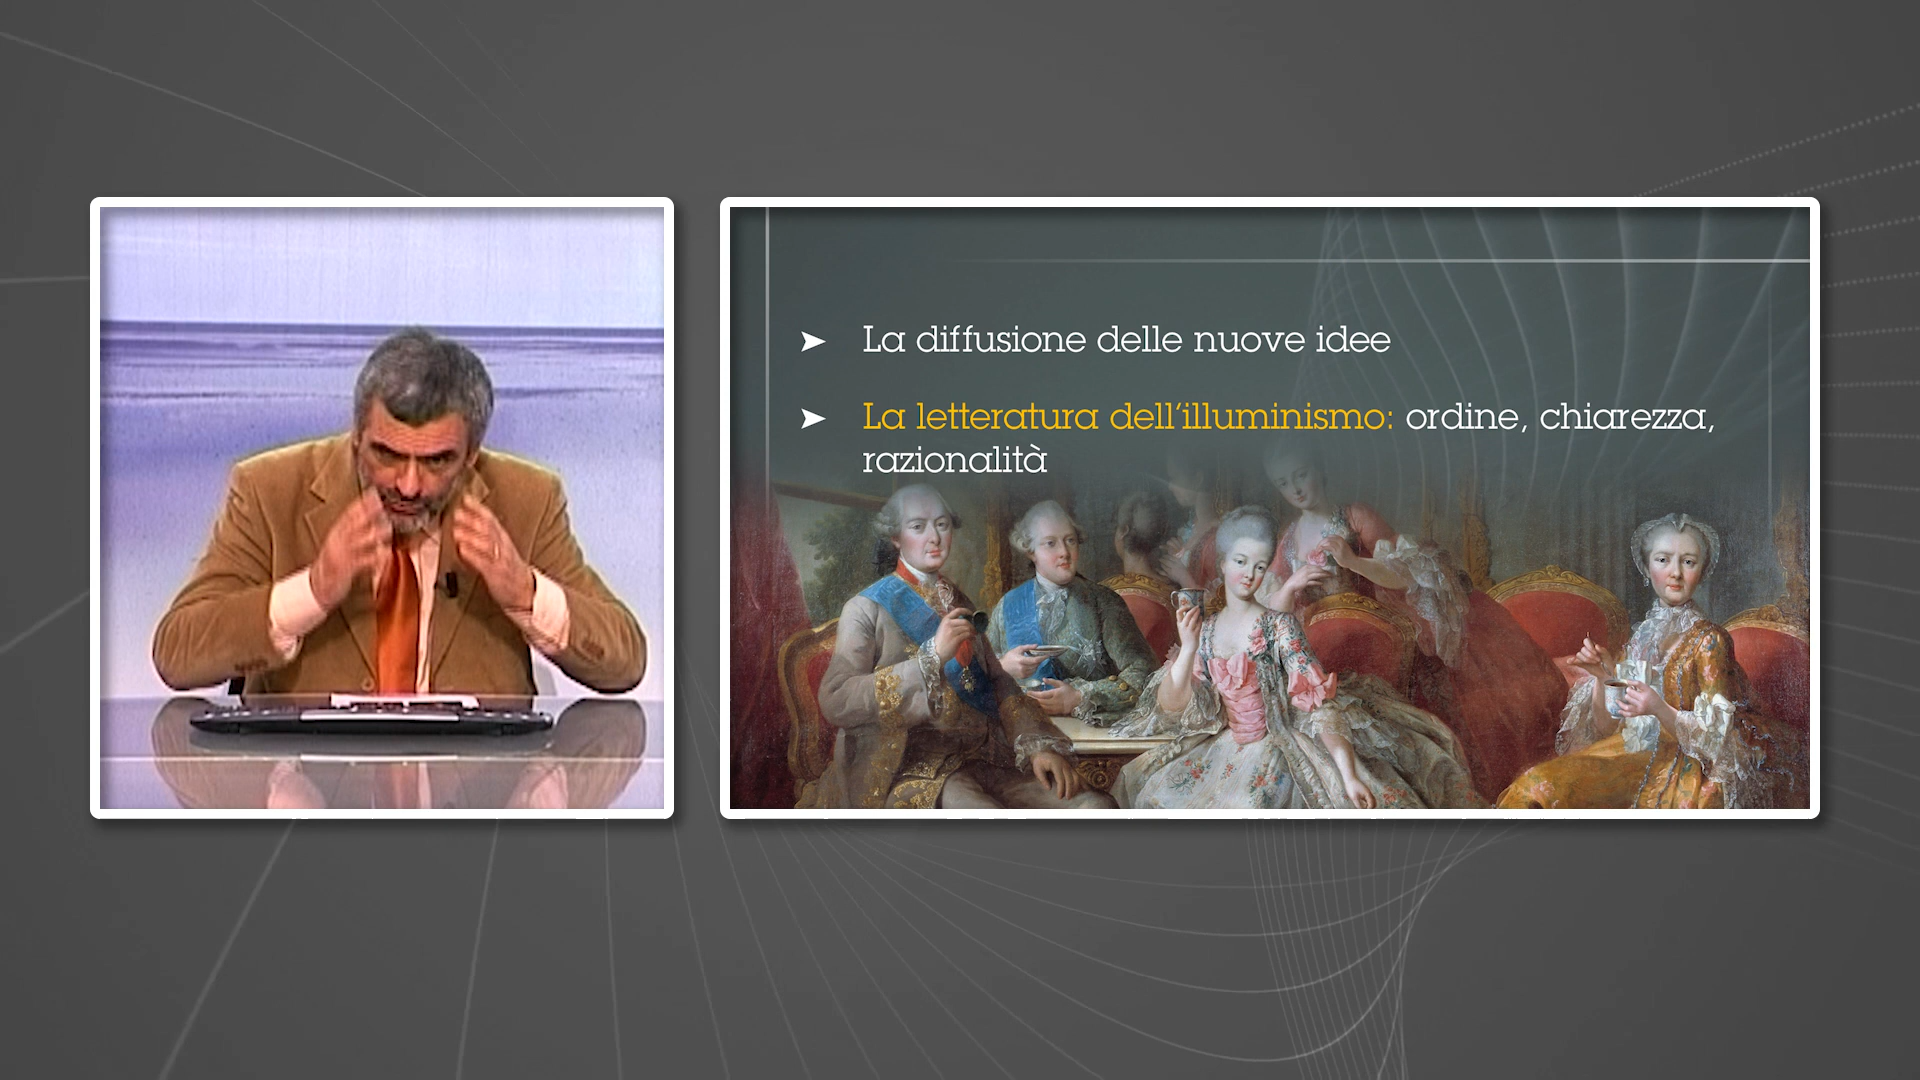 La diffusione delle nuove idee
La letteratura dell'illuminismo: ordine, chiarezza,
razionalità